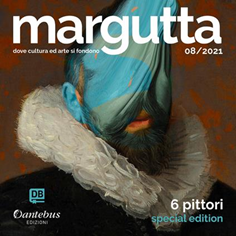 margutta
dove cultura ed arte si fondono
08/2021
DB
Dantebus
EDIZIONI
6 pittori
special edition